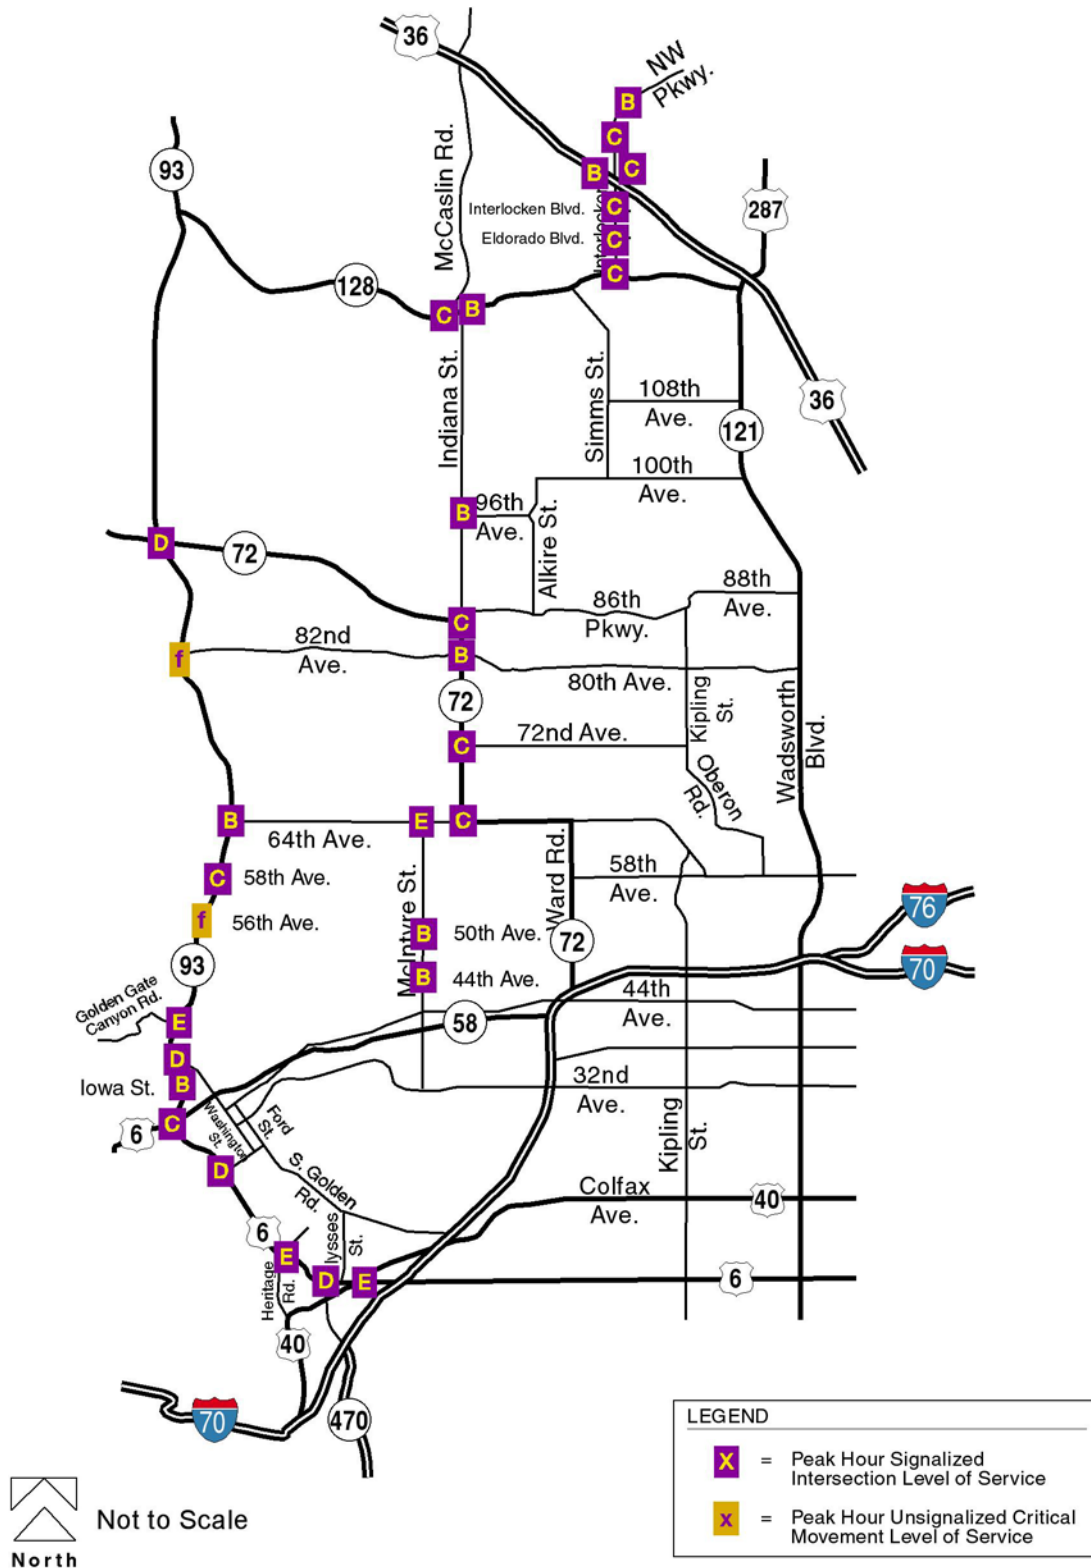 36
NW
Pkwy.
B
C
C
B
93
McCaslin Rd.
Interlocken Blvd.
C
287
Eldorado Blvd.
C
Interlocken
C
128
C
B
Indiana St.
Simms St.
108th
Ave.
36
121
100th
Ave.
B
96th
Ave.
Alkire St.
D
72
88th
Ave.
86th
Pkwy.
C
82nd
Ave.
f
B
80th Ave.
Kipling
St.
Wadsworth
Blvd.
72
C
72nd Ave.
Oberon
Rd.
B
64th Ave.
E
C
C
58th Ave.
McIntyre St.
Ward Rd.
58th
Ave.
76
f
56th Ave.
B
50th Ave.
72
70
93
B
44th Ave.
44th
Ave.
Golden Gate
Canyon Rd.
E
58
D
Iowa St.
B
32nd
Ave.
C
6
Washington
St.
Ford
St.
Kipling
St.
D
S. Golden
Rd.
Colfax
Ave.
40
6
lysses
St.
E
Heritage
Rd.
D
E
6
40
70
470
LEGEND
X = Peak Hour Signalized
Intersection Level of Service
x = Peak Hour Unsignalized Critical
Movement Level of Service
Not to Scale
North